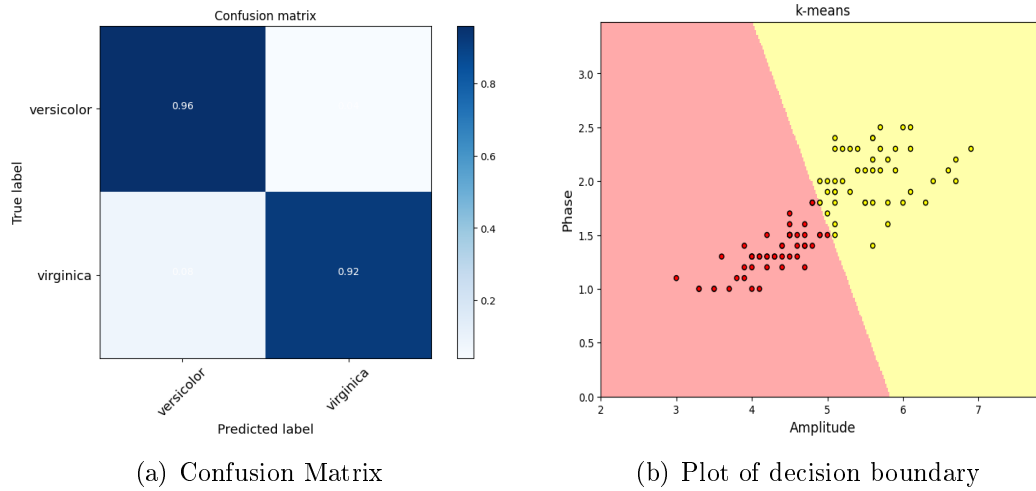 Confusion matrix
versicolor
virginica
True label
0.96
0.92
versicolor
virginica
Predicted label
0.8
0.6
0.4
0.2
(a) Confusion Matrix
k-means
Phase
3.0
2.5
2.0
1.5
1.0
0.5
0.0
2 3 4 5 6 7
Amplitude
(b) Plot of decision boundary